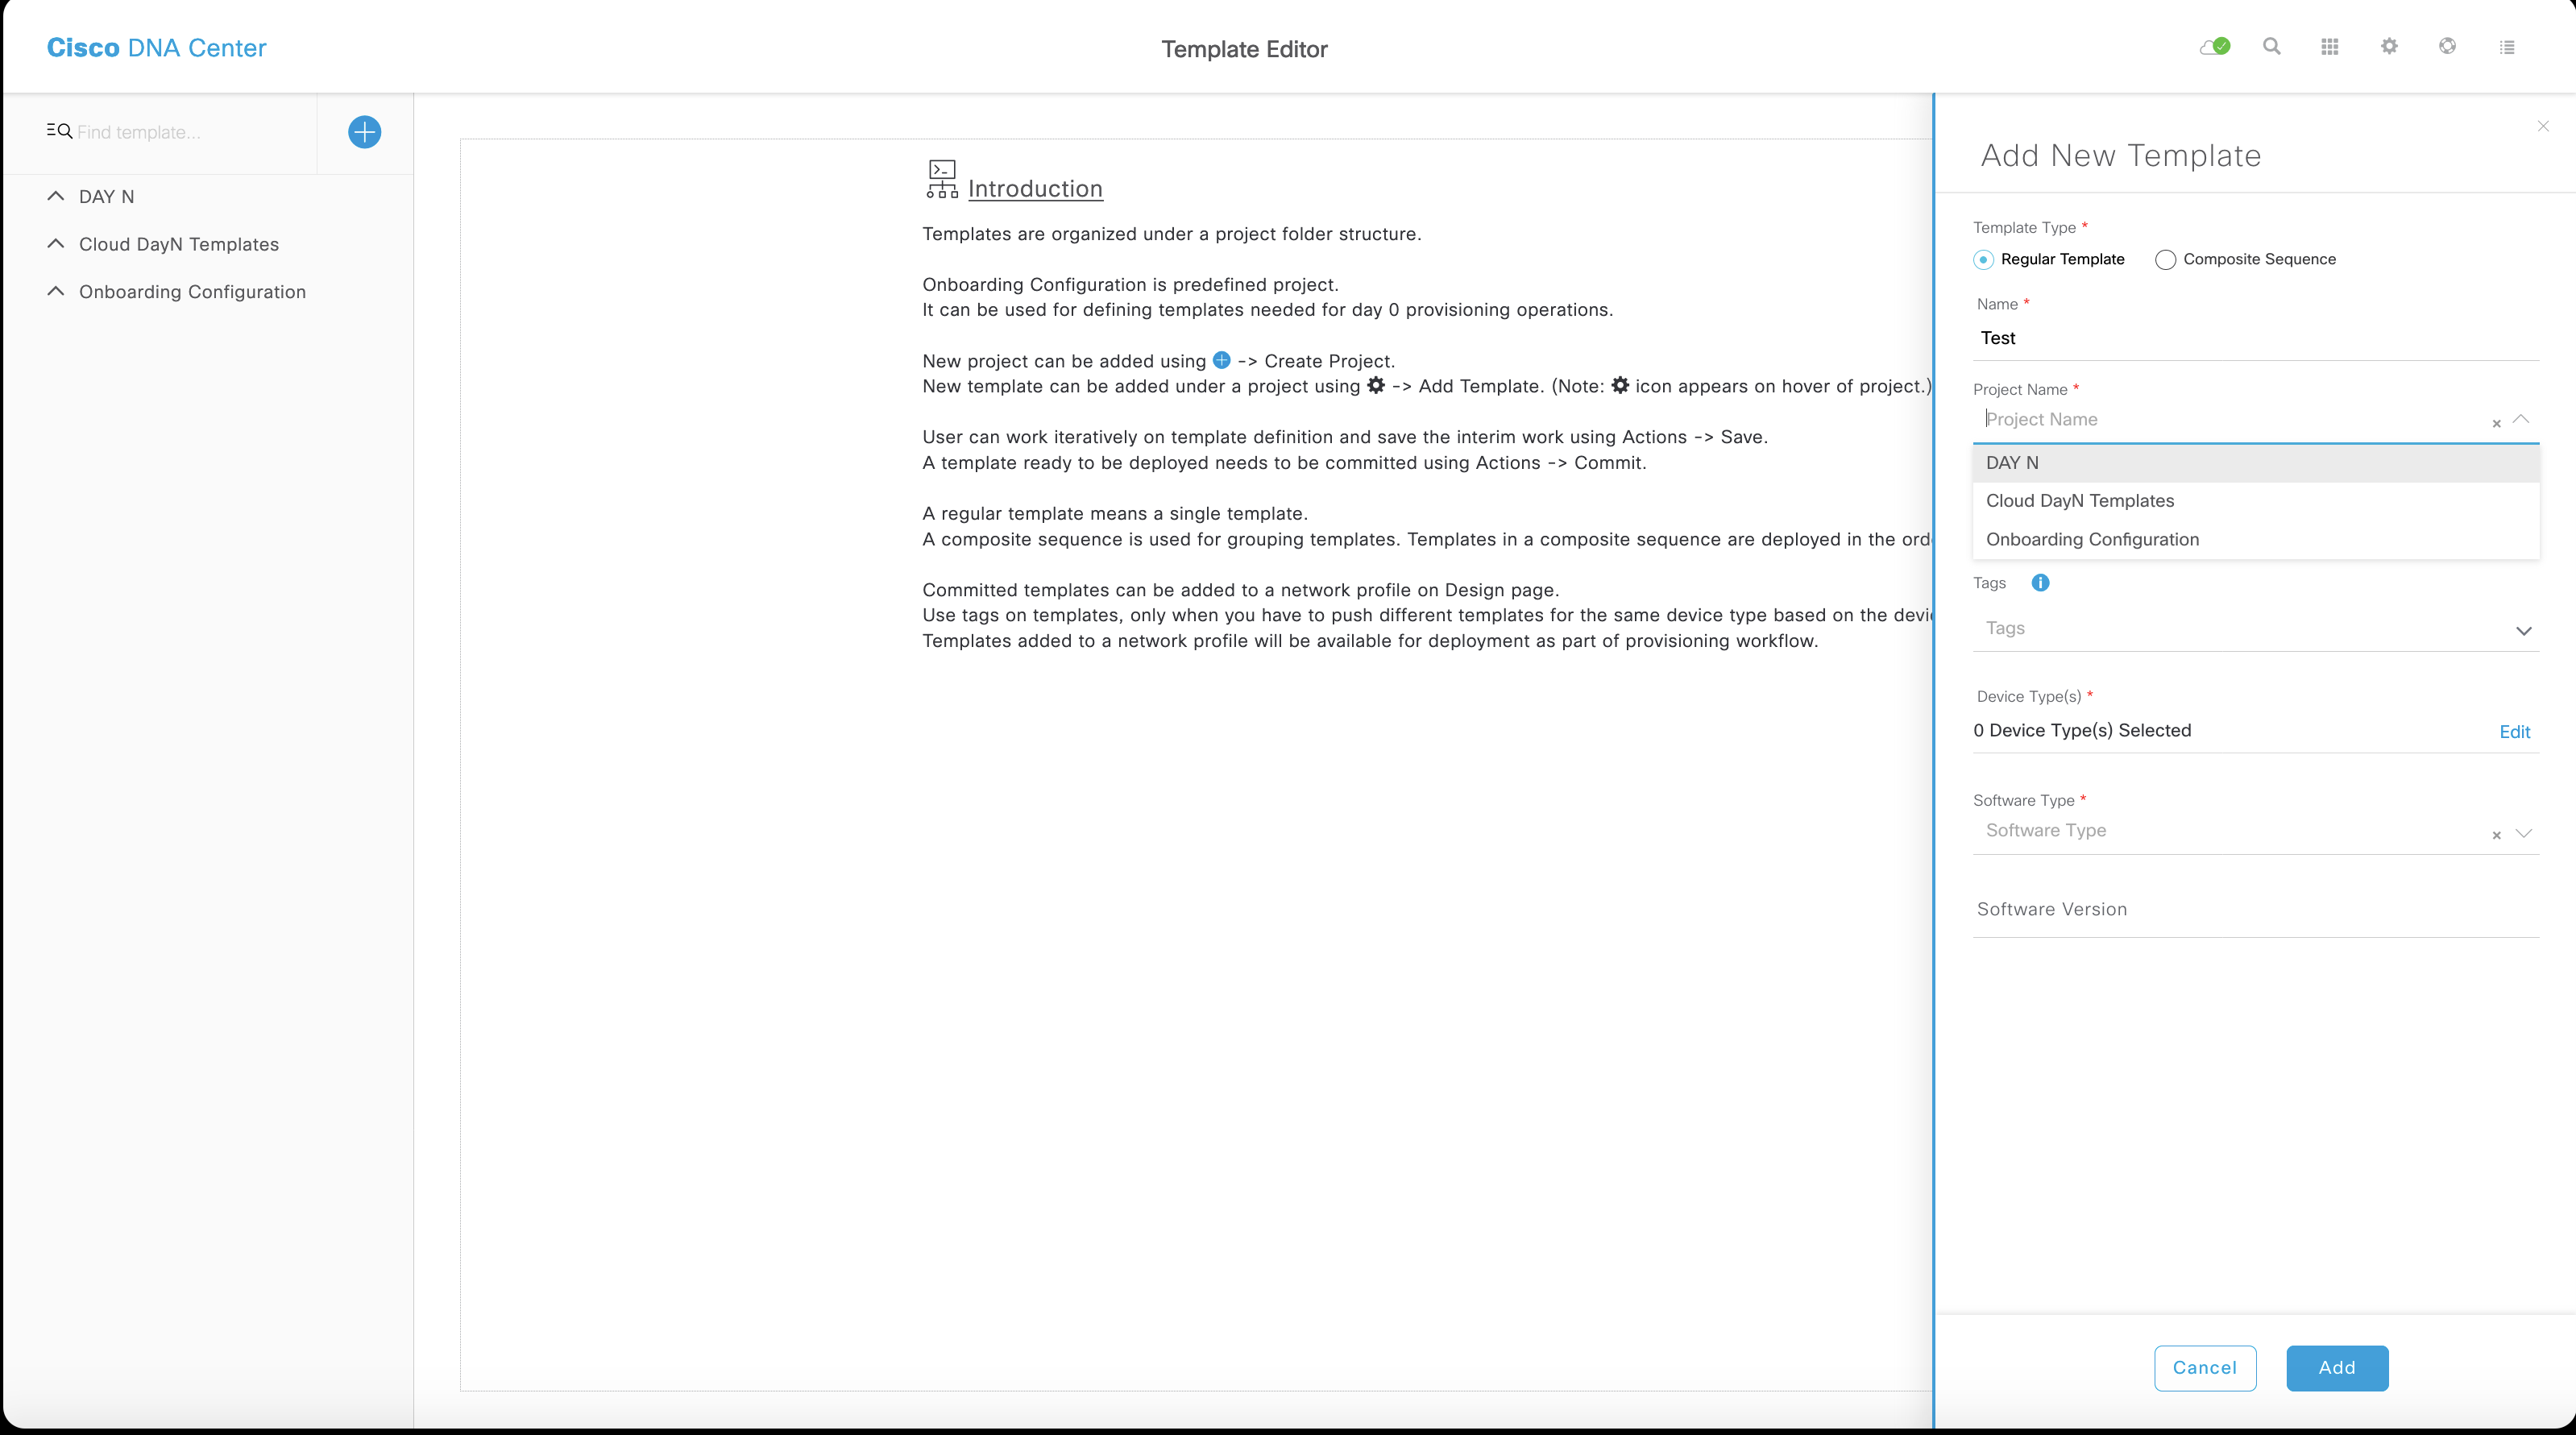 Cisco DNA Center
Template Editor
Find template...
DAY N
Cloud DayN Templates
Onboarding Configuration
Introduction
Templates are organized under a project folder structure.
Onboarding Configuration is predefined project.
It can be used for defining templates needed for day 0 provisioning operations.
New project can be added using -> Create Project.
New template can be added under a project using -> Add Template. (Note: icon appears on hover of project.)
User can work iteratively on template definition and save the interim work using Actions -> Save.
A template ready to be deployed needs to be committed using Actions -> Commit.
A regular template means a single template.
A composite sequence is used for grouping templates. Templates in a composite sequence are deployed in the
Committed templates can be added to a network profile on Design page.
Use tags on templates, only when you have to push different templates for the same device type based on the
Templates added to a network profile will be available for deployment as part of provisioning workflow.
Add New Template
Template Type *
Regular Template Composite Sequence
Name *
Test
Project Name *
Project Name
DAY N
Cloud DayN Templates
Onboarding Configuration
Tags
Tags
Device Type(s) *
0 Device Type(s) Selected Edit
Software Type *
Software Type
Software Version
Cancel Add